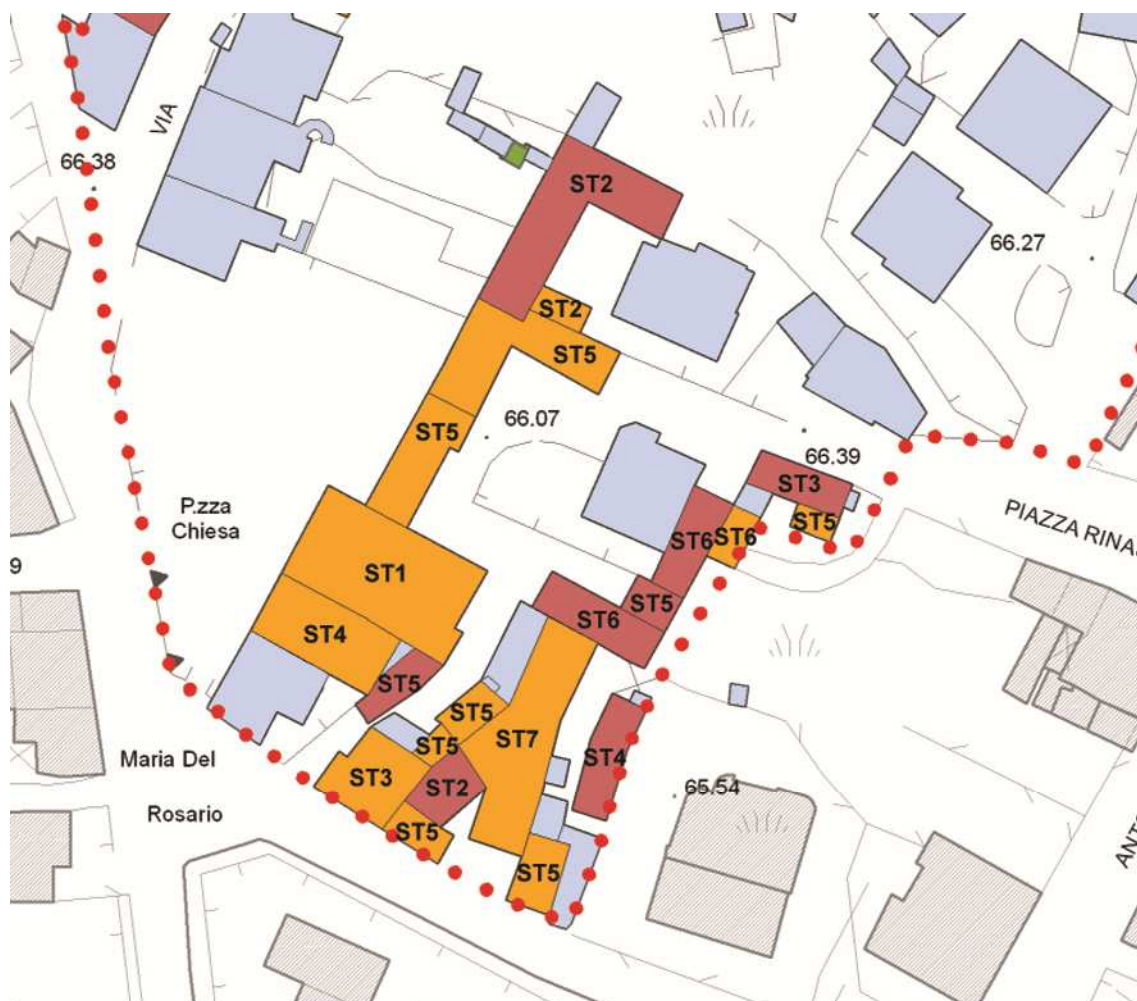 VIA
66.38
ST2
66.27
ST2
ST5
ST5
66.07
66.39
ST3
P.zza
Chiesa
ST5
PIAZZA RINA
ST6
ST6
9
ST1
ST5
ST6
ST4
ST5
ST5
ST7
ST5
Maria Del
ST3
ST2
ST4
65.54
Rosario
ST5
ST5
ANT